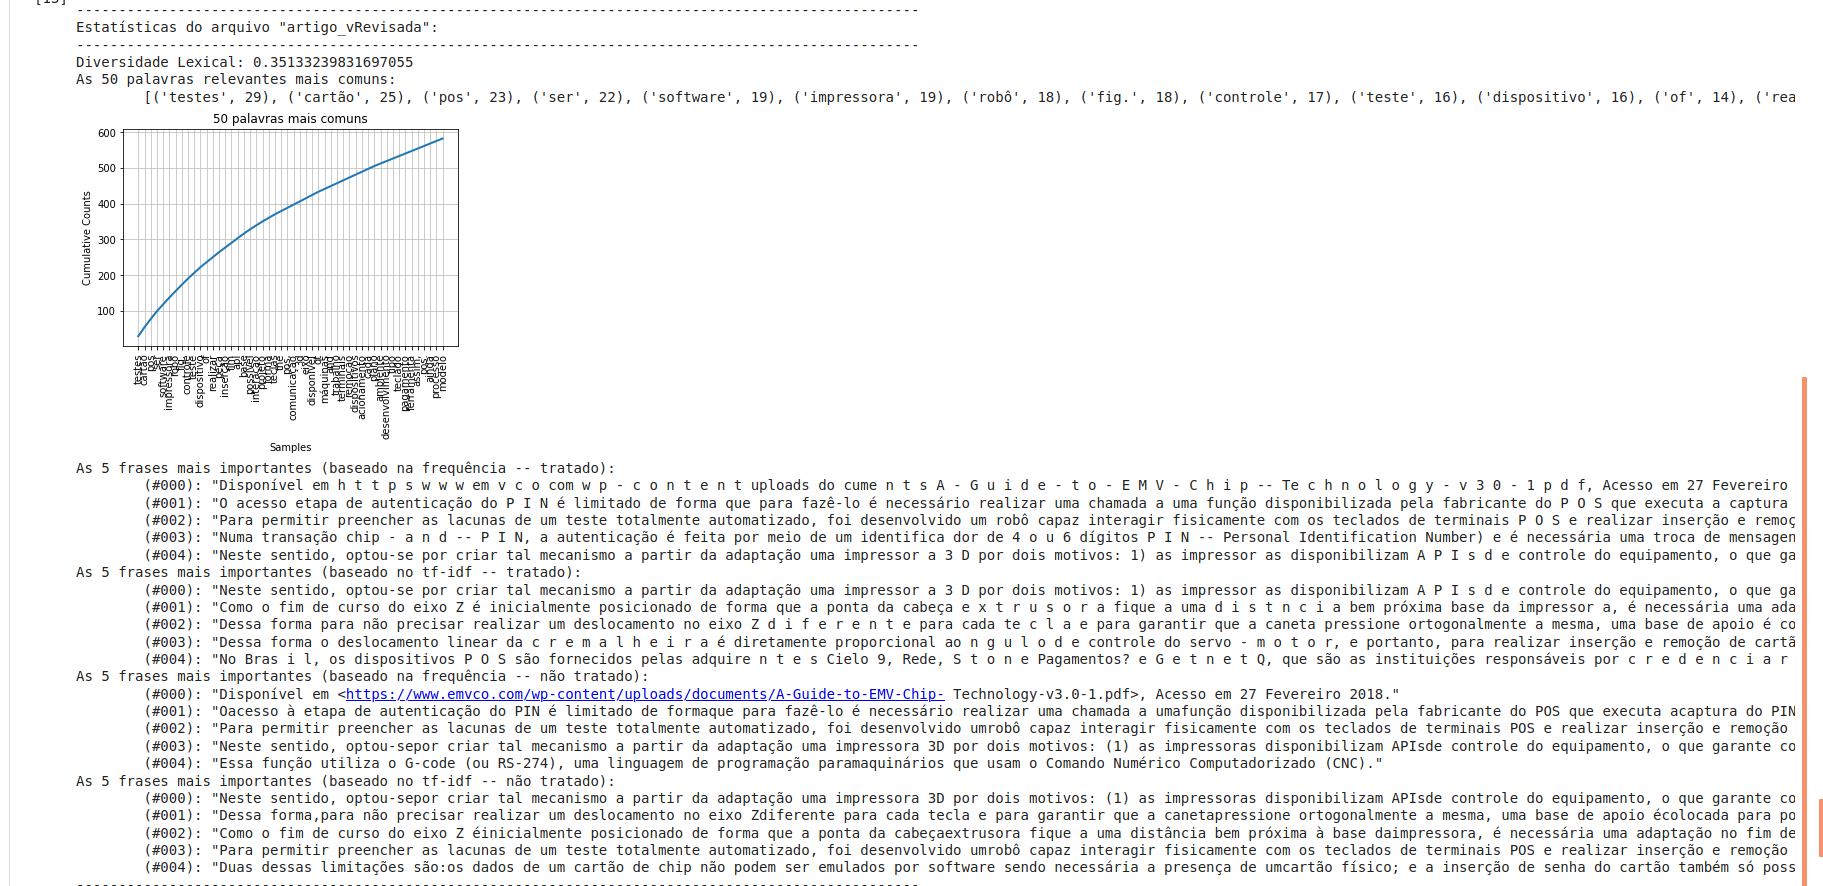 [15]
--------------------------------------------------------------------------------------------------
Estatísticas do arquivo "artigo_vRevisada":
--------------------------------------------------------------------------------------------------
Diversidade Lexical: 0.35133239831697055
As 50 palavras relevantes mais comuns:
[('testes', 29), ('cartão', 25), ('pos', 23), ('ser', 22), ('software', 19), ('impressora', 19), ('robô', 18), ('fig.', 18), ('controle', 17), ('teste', 16), ('dispositivo', 16), ('of', 14), ('rea
50 palavras mais comuns
600
500
400
300
200
100
Cumulative Counts
testes
cartão
pos
ser
software
impressora
robô
fig.
controle
teste
dispositivo
of
realizar
inserção
api
base
possível
interação
projeto
forma
teclas
the
pos,
comunicação
3d
eixo
disponível
máquinas
and
trabalho
terminais
remoção
dispositivos
acionamento
cada
plano
ambiente
desenvolvimento
teclado
pagamento
ferramenta
assim,
pos.
ainda
processo
modelo
Samples
As 5 frases mais importantes (baseado na frequência -- tratado):
(#000): "Disponível em h t t p s w w w em v c o com w p - c o n t e n t uploads do cume n t s A - G u i d e - t o - E M V - C h i p -- Te c h n o l o g y - v 3 0 - 1 p d f, Acesso em 27 Fevereiro
(#001): "O acesso etapa de autenticação do P I N é limitado de forma que para fazê-lo é necessário realizar uma chamada a uma função disponibilizada pela fabricante do P O S que executa a captura
(#002): "Para permitir preencher as lacunas de um teste totalmente automatizado, foi desenvolvido um robô capaz interagir fisicamente com os teclados de terminais P O S e realizar inserção e remoç
(#003): "Numa transação chip - a n d -- P I N, a autenticação é feita por meio de um identifica dor de 4 o u 6 dígitos P I N -- Personal Identification Number) e é necessária uma troca de mensagen
(#004): "Neste sentido, optou-se por criar tal mecanismo a partir da adaptação uma impressor a 3 D por dois motivos: 1) as impressor as disponibilizam A P I s d e controle do equipamento, o que ga
As 5 frases mais importantes (baseado no tf-idf -- tratado):
(#000): "Neste sentido, optou-se por criar tal mecanismo a partir da adaptação uma impressor a 3 D por dois motivos: 1) as impressor as disponibilizam A P I s d e controle do equipamento, o que ga
(#001): "Como o fim de curso do eixo Z é inicialmente posicionado de forma que a ponta da cabeça e x t r u s o r a fique a uma d i s t n c i a bem próxima base da impressor a, é necessária uma ada
(#002): "Dessa forma para não precisar realizar um deslocamento no eixo Z d i f e r e n t e para cada te c l a e para garantir que a caneta pressione ortogonalmente a mesma, uma base de apoio é co
(#003): "Dessa forma o deslocamento linear da c r e m a l h e i r a é diretamente proporcional ao n g u l o d e controle do servo - m o t o r, e portanto, para realizar inserção e remoção de cartã
(#004): "No Bras i l, os dispositivos P O S são fornecidos pelas adquire n t e s Cielo 9, Rede, S t o n e Pagamentos? e G e t n e t Q, que são as instituições responsáveis por c r e d e n c i a r
As 5 frases mais importantes (baseado na frequência -- não tratado):
(#000): "Disponível em <https://www.emvco.com/wp-content/uploads/documents/A-Guide-to-EMV-Chip- Technology-v3.0-1.pdf>, Acesso em 27 Fevereiro 2018."
(#001): "Oacesso à etapa de autenticação do PIN é limitado de formaque para fazê-lo é necessário realizar uma chamada a umafunção disponibilizada pela fabricante do POS que executa acaptura do PIN
(#002): "Para permitir preencher as lacunas de um teste totalmente automatizado, foi desenvolvido umrobô capaz interagir fisicamente com os teclados de terminais POS e realizar inserção e remoção
(#003): "Neste sentido, optou-sepor criar tal mecanismo a partir da adaptação uma impressora 3D por dois motivos: (1) as impressoras disponibilizam APIsde controle do equipamento, o que garante co
(#004): "Essa função utiliza o G-code (ou RS-274), uma linguagem de programação paramaquinários que usam o Comando Numérico Computadorizado (CNC)."
As 5 frases mais importantes (baseado no tf-idf -- não tratado):
(#000): "Neste sentido, optou-sepor criar tal mecanismo a partir da adaptação uma impressora 3D por dois motivos: (1) as impressoras disponibilizam APIsde controle do equipamento, o que garante co
(#001): "Dessa forma,para não precisar realizar um deslocamento no eixo Zdiferente para cada tecla e para garantir que a canetapressione ortogonalmente a mesma, uma base de apoio écolocada para po
(#002): "Como o fim de curso do eixo Z éinicialmente posicionado de forma que a ponta da cabeçaextrusora fique a uma distância bem próxima à base daimpressora, é necessária uma adaptação no fim de
(#003): "Para permitir preencher as lacunas de um teste totalmente automatizado, foi desenvolvido umrobô capaz interagir fisicamente com os teclados de terminais POS e realizar inserção e remoção
(#004): "Duas dessas limitações são:os dados de um cartão de chip não podem ser emulados por software sendo necessária a presença de umcartão físico; e a inserção de senha do cartão também só poss
--------------------------------------------------------------------------------------------------